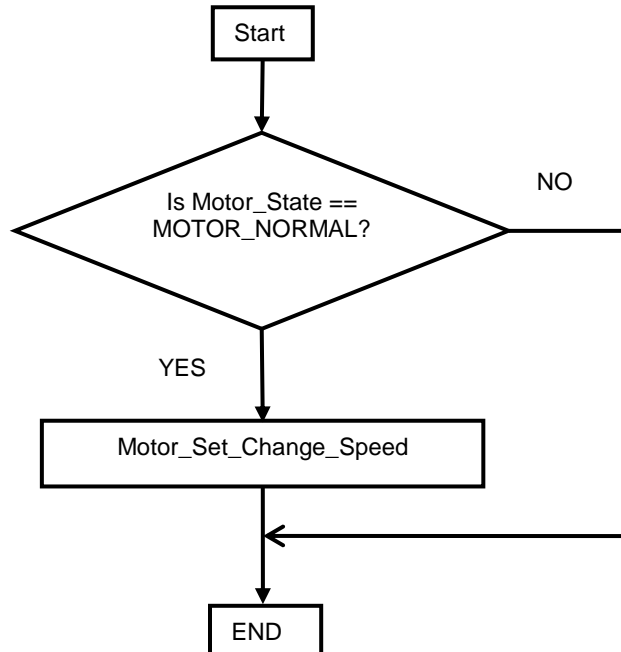 Start
Is Motor_State ==
MOTOR_NORMAL?
NO
YES
Motor_Set_Change_Speed
END